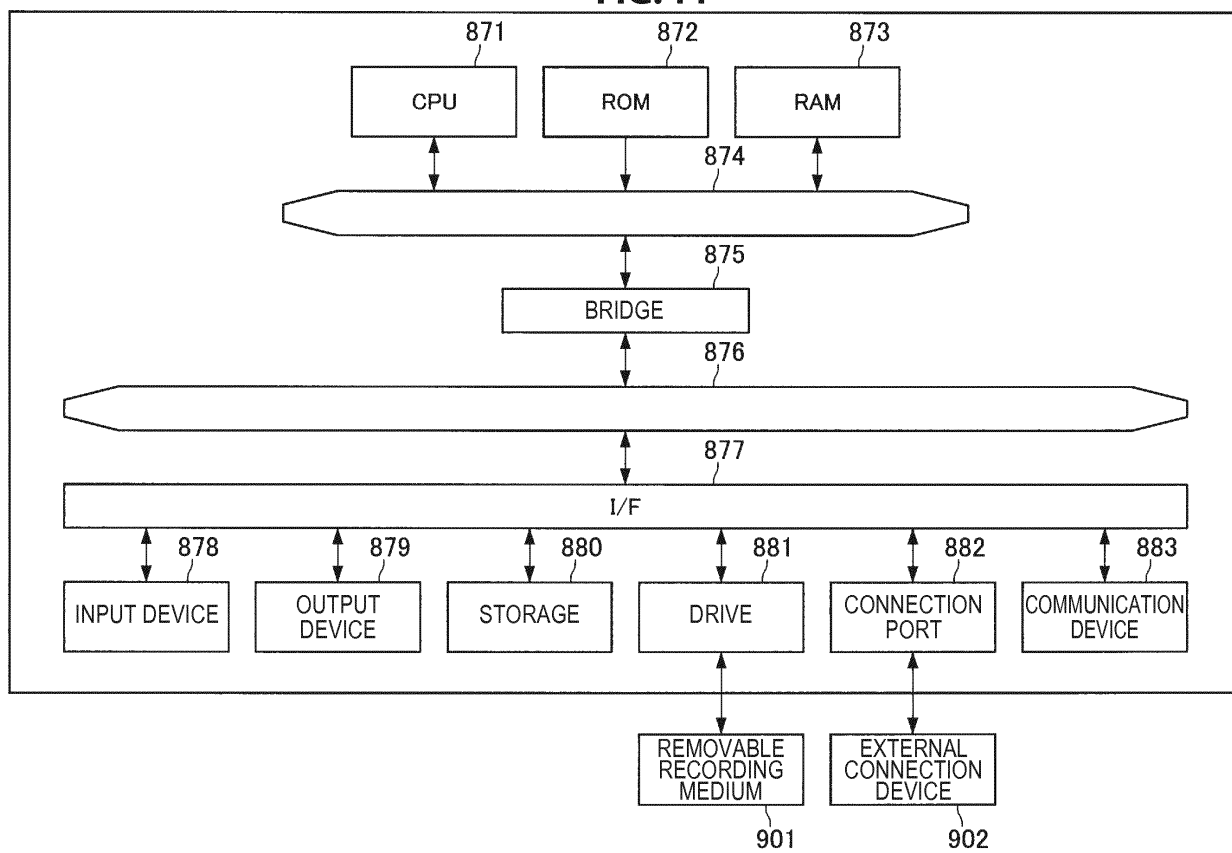 871
872
873
CPU
ROM
RAM
874
875
BRIDGE
876
877
I/F
878
879
880
881
882
883
INPUT DEVICE
OUTPUT
DEVICE
STORAGE
DRIVE
CONNECTION
PORT
COMMUNICATION
DEVICE
REMOVABLE
RECORDING
MEDIUM
EXTERNAL
CONNECTION
DEVICE
901
902